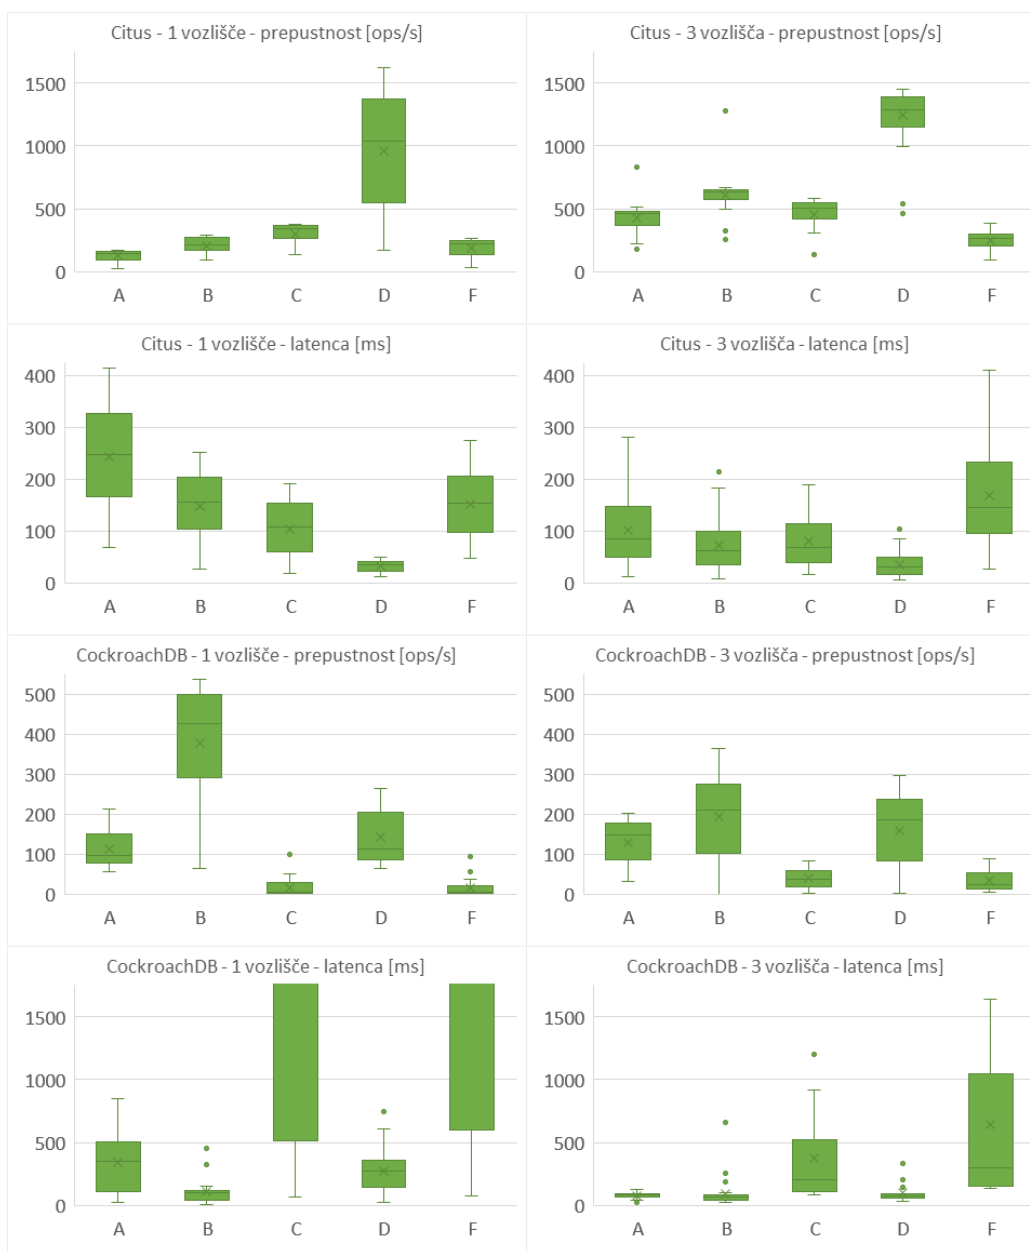 Citus - 1 vozlišče - prepustnost [ops/s]
1500
1000
500
0
A B C D F
Citus - 3 vozlišča - prepustnost [ops/s]
1500
1000
500
0
A B C D F
Citus - 1 vozlišče - latenca [ms]
400
300
200
100
0
A B C D F
Citus - 3 vozlišča - latenca [ms]
400
300
200
100
0
A B C D F
CockroachDB - 1 vozlišče - prepustnost [ops/s]
500
400
300
200
100
0
A B C D F
CockroachDB - 3 vozlišča - prepustnost [ops/s]
500
400
300
200
100
0
A B C D F
CockroachDB - 1 vozlišče - latenca [ms]
1500
1000
500
0
A B C D F
CockroachDB - 3 vozlišča - latenca [ms]
1500
1000
500
0
A B C D F